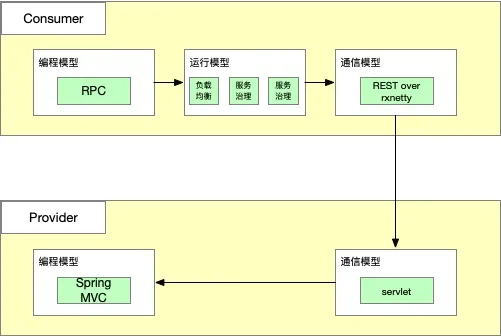 Consumer
编程模型
RPC
运行模型
负载
均衡
服务
治理
服务
治理
通信模型
REST over
rxnetty
Provider
编程模型
Spring
MVC
通信模型
servlet